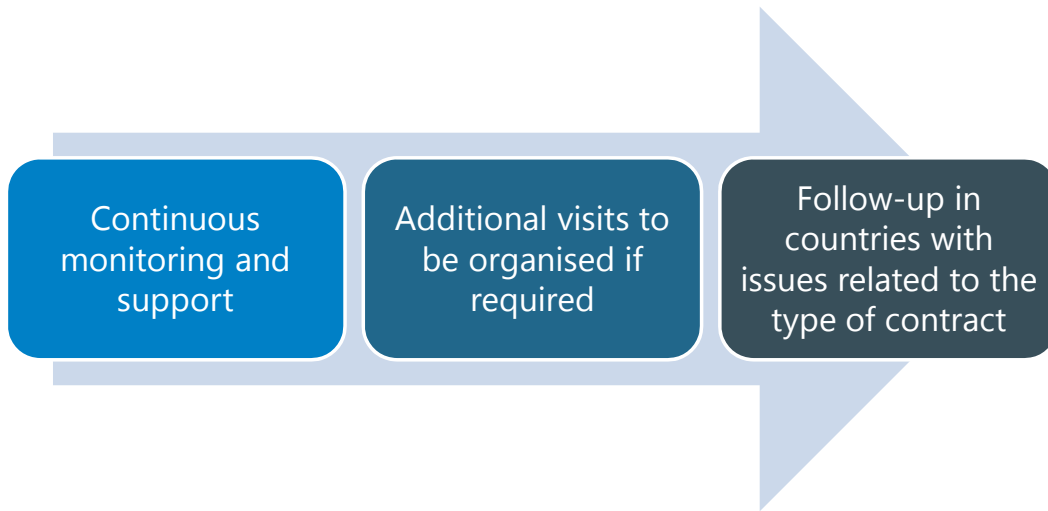 Continuous
monitoring and
support
Additional visits to
be organised if
required
Follow-up in
countries with
issues related to the
type of contract